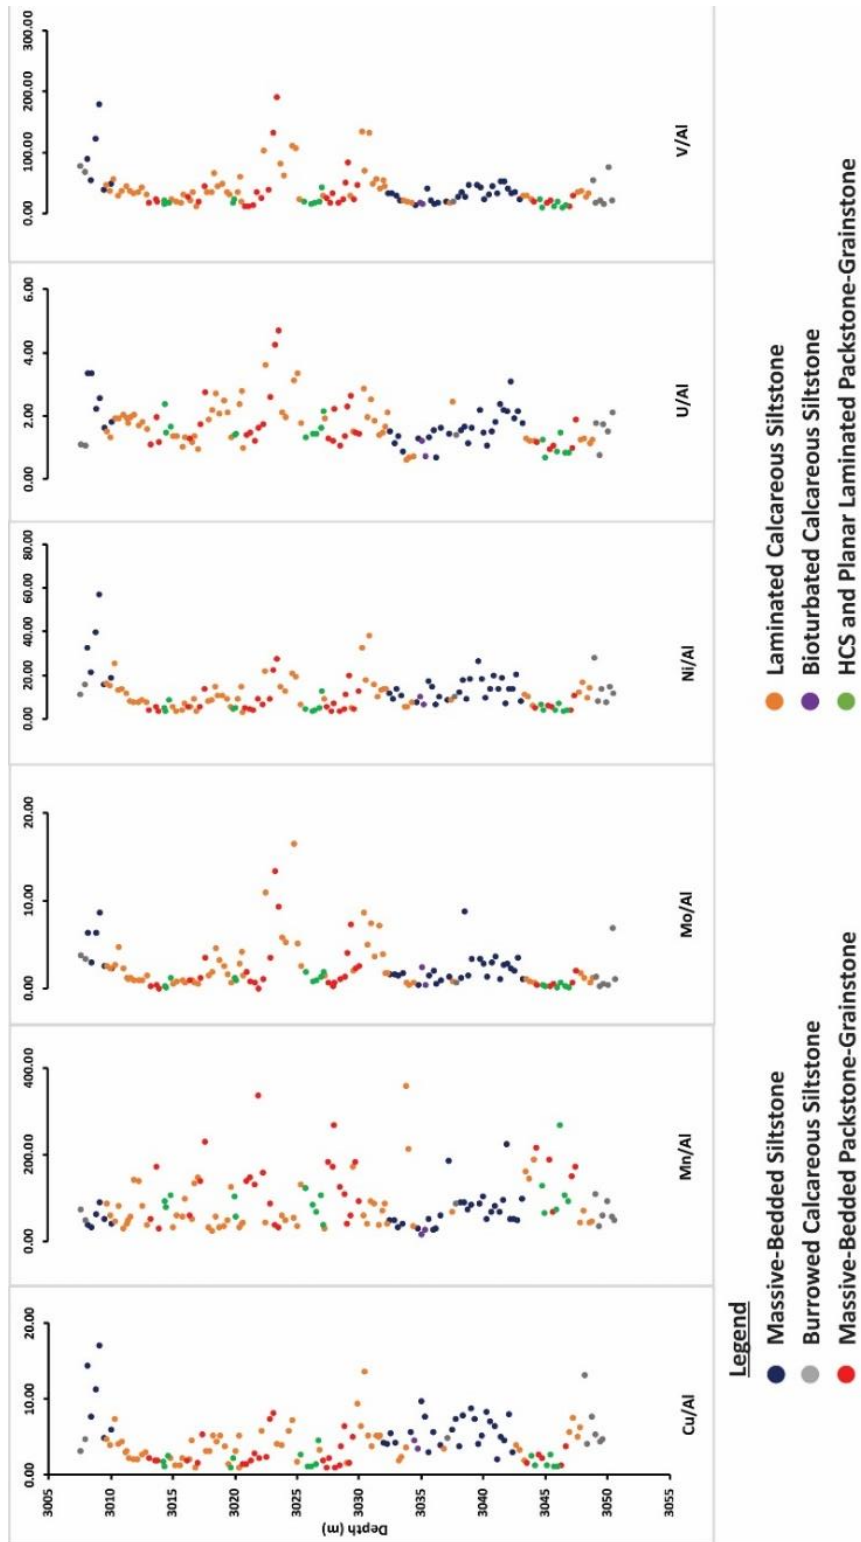 0.00 10.00 20.00
0.00 200.00 400.00
0.00 10.00 20.00
0.00 20.00 40.00 60.00 80.00
0.00 2.00 4.00 6.00
0.00 100.00 200.00 300.00
3005
3010
3015
3020
3025
3030
3035
3040
3045
3050
3055
Depth (m)
Cu/Al
Mn/Al
Mo/Al
Ni/Al
U/Al
V/Al
Legend
Massive-Bedded Siltstone
Burrowed Calcareous Siltstone
Massive-Bedded Packstone-Grainstone
Laminated Calcareous Siltstone
Bioturbated Calcareous Siltstone
HCS and Planar Laminated Packstone-Grainstone